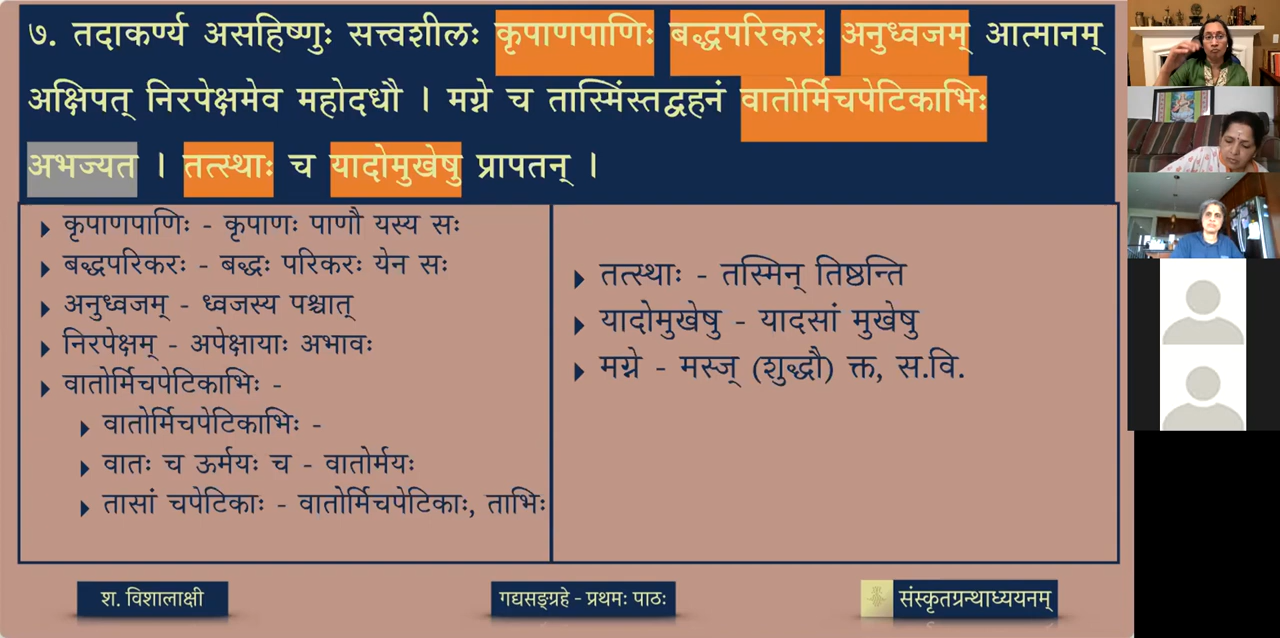 ७. तदाकर्ण्य असहिष्णुः सत्त्वशीलः कृपाणपाणिः बद्धपरिकरः अनुध्वजम् आत्मानम्
अक्षिपत् निरपेक्षमेव महोदधौ । मग्ने च तास्मिंस्तद्वहनं वातोर्मिचपेटिकाभिः
अभज्यत । तत्स्थाः च यादोमुखेषु प्रापतन् ।
कृपाणपाणिः - कृपाणः पाणौ यस्य सः
बद्धपरिकरः - बद्धः परिकरः येन सः
अनुध्वजम् - ध्वजस्य पश्चात्
निरपेक्षम् - अपेक्षायाः अभावः
वातोर्मिचपेटिकाभिः -
वातोर्मिचपेटिकाभिः -
वातः च ऊर्मयः च - वातोर्मयः
तासां चपेटिकाः - वातोर्मिचपेटिकाः, ताभिः
तत्स्थाः - तस्मिन् तिष्ठन्ति
यादोमुखेषु - यादसां मुखेषु
मग्ने - मस्ज् (शुद्धौ) क्त, स.वि.
श. विशालाक्षी
गद्यसङ्ग्रहे - प्रथमः पाठः
संस्कृतग्रन्थाध्ययनम्